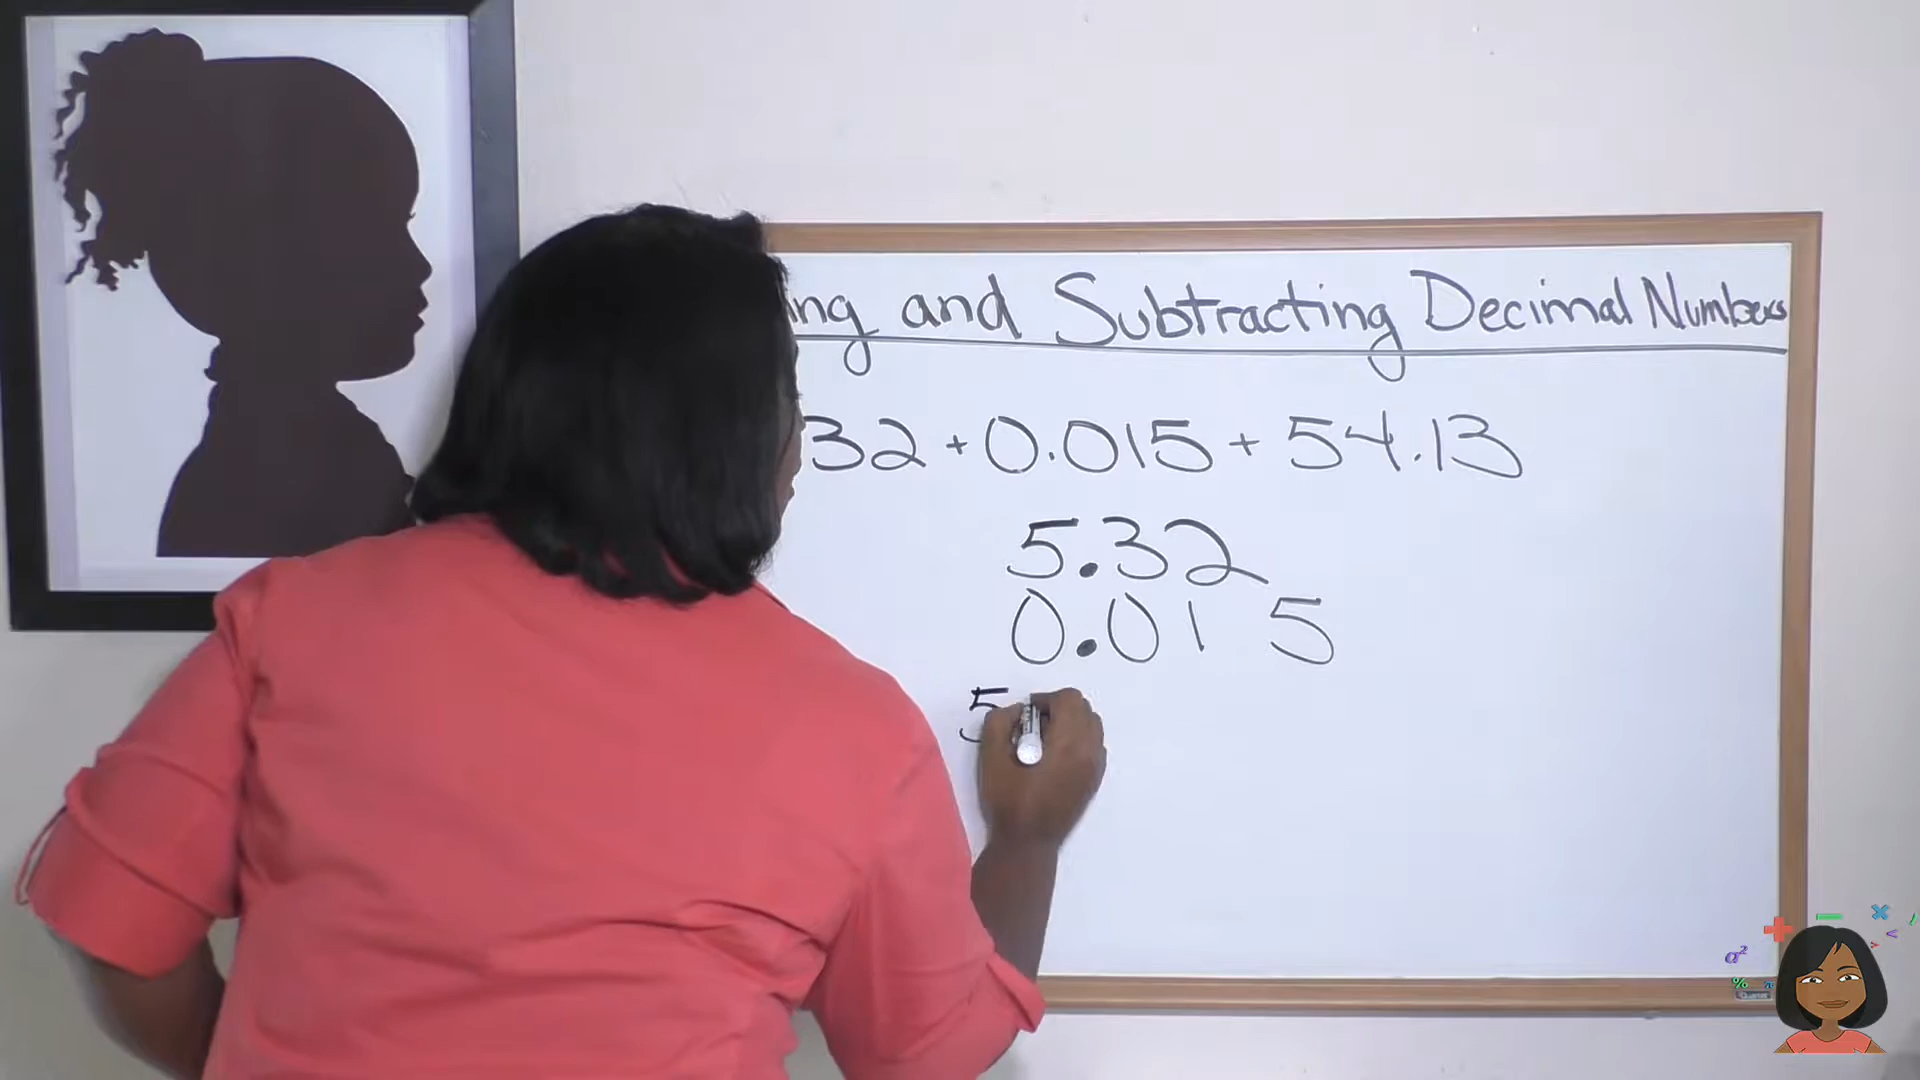 ing and Subtracting Decimal Numbers
32 + 0.015 + 54.13
5.32
0.015
5